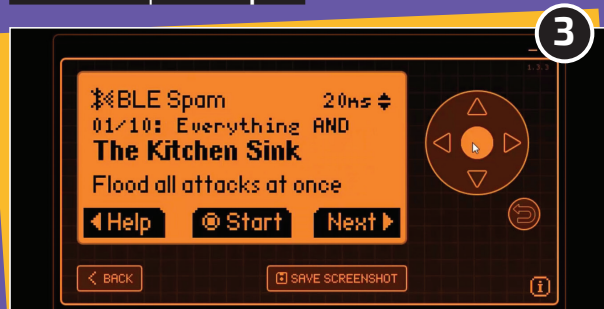 3
1.3.3
BLE Spam 20ms
01/10: Everything AND
The Kitchen Sink
Flood all attacks at once
Help Start Next
BACK SAVE SCREENSHOT
i